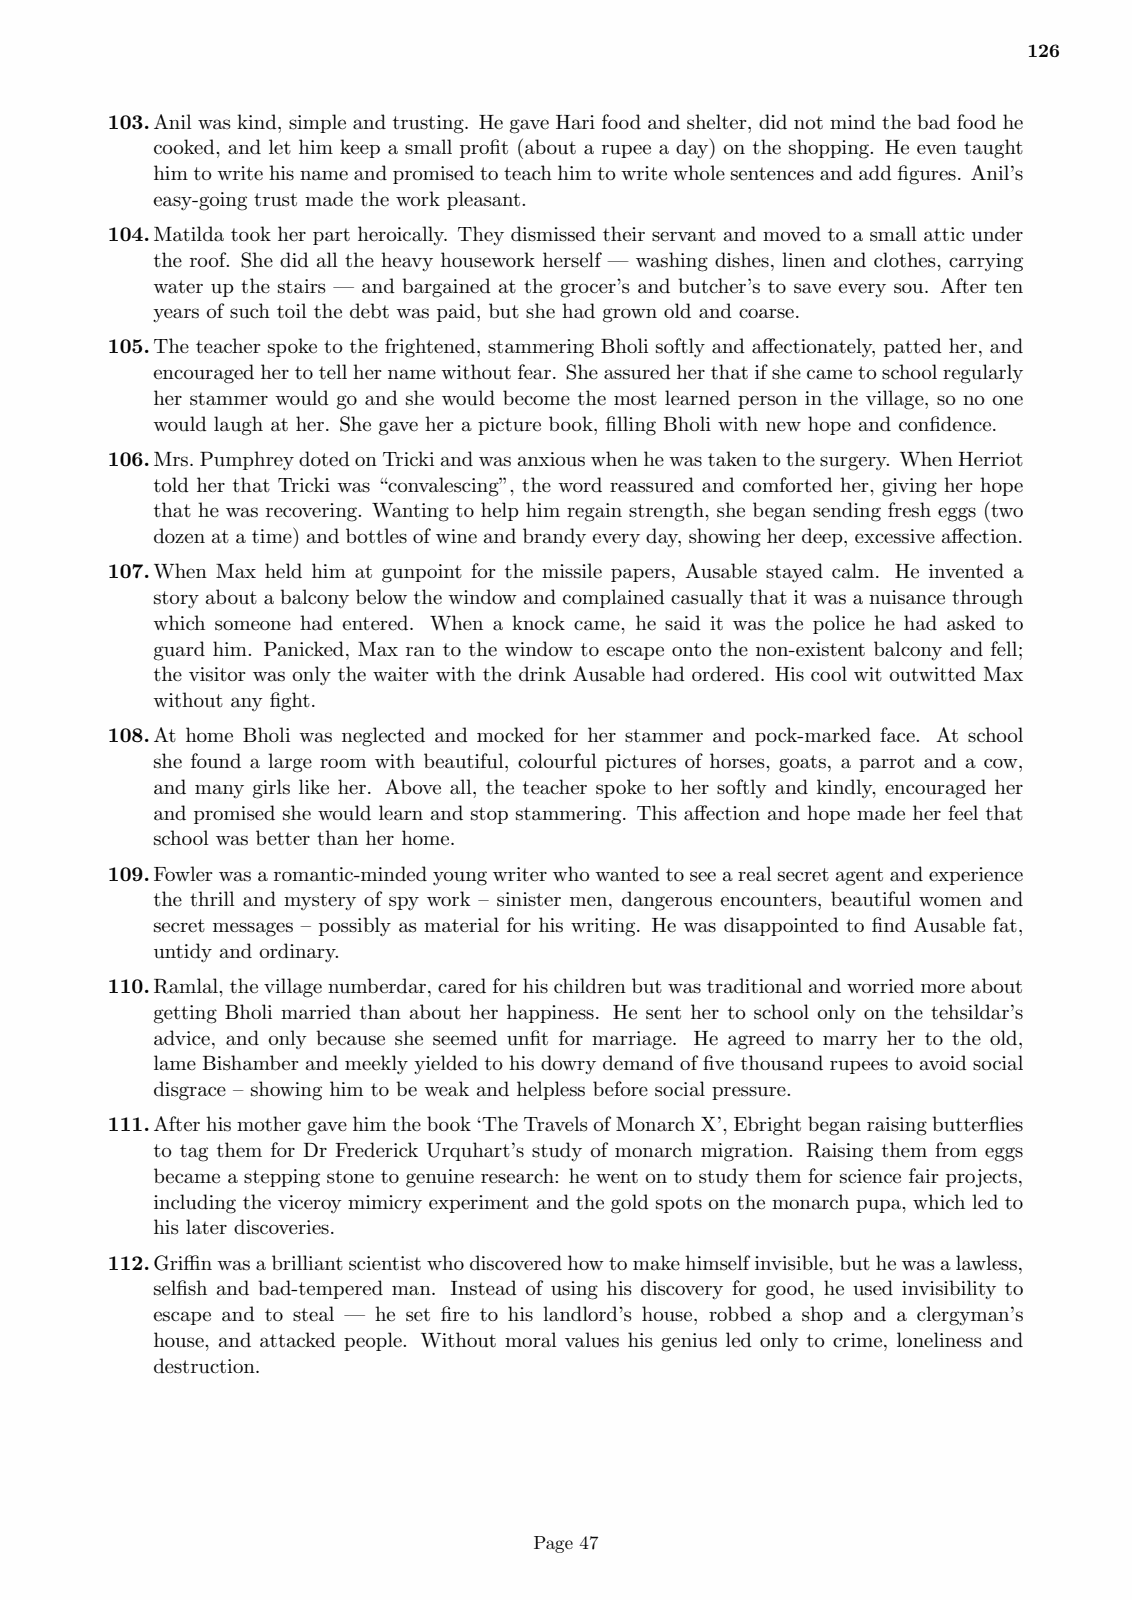 126
103. Anil was kind, simple and trusting. He gave Hari food and shelter, did not mind the bad food he
cooked, and let him keep a small profit (about a rupee a day) on the shopping. He even taught
him to write his name and promised to teach him to write whole sentences and add figures. Anil's
easy-going trust made the work pleasant.
104. Matilda took her part heroically. They dismissed their servant and moved to a small attic under
the roof. She did all the heavy housework herself — washing dishes, linen and clothes, carrying
water up the stairs — and bargained at the grocer's and butcher's to save every sou. After ten
years of such toil the debt was paid, but she had grown old and coarse.
105. The teacher spoke to the frightened, stammering Bholi softly and affectionately, patted her, and
encouraged her to tell her name without fear. She assured her that if she came to school regularly
her stammer would go and she would become the most learned person in the village, so no one
would laugh at her. She gave her a picture book, filling Bholi with new hope and confidence.
106. Mrs. Pumphrey doted on Tricki and was anxious when he was taken to the surgery. When Herriot
told her that Tricki was “convalescing”, the word reassured and comforted her, giving her hope
that he was recovering. Wanting to help him regain strength, she began sending fresh eggs (two
dozen at a time) and bottles of wine and brandy every day, showing her deep, excessive affection.
107. When Max held him at gunpoint for the missile papers, Ausable stayed calm. He invented a
story about a balcony below the window and complained casually that it was a nuisance through
which someone had entered. When a knock came, he said it was the police he had asked to
guard him. Panicked, Max ran to the window to escape onto the non-existent balcony and fell;
the visitor was only the waiter with the drink Ausable had ordered. His cool wit outwitted Max
without any fight.
108. At home Bholi was neglected and mocked for her stammer and pock-marked face. At school
she found a large room with beautiful, colourful pictures of horses, goats, a parrot and a cow,
and many girls like her. Above all, the teacher spoke to her softly and kindly, encouraged her
and promised she would learn and stop stammering. This affection and hope made her feel that
school was better than her home.
109. Fowler was a romantic-minded young writer who wanted to see a real secret agent and experience
the thrill and mystery of spy work – sinister men, dangerous encounters, beautiful women and
secret messages – possibly as material for his writing. He was disappointed to find Ausable fat,
untidy and ordinary.
110. Ramlal, the village numberdar, cared for his children but was traditional and worried more about
getting Bholi married than about her happiness. He sent her to school only on the tehsildar's
advice, and only because she seemed unfit for marriage. He agreed to marry her to the old,
lame Bishamber and meekly yielded to his dowry demand of five thousand rupees to avoid social
disgrace – showing him to be weak and helpless before social pressure.
111. After his mother gave him the book ‘The Travels of Monarch X’, Ebright began raising butterflies
to tag them for Dr Frederick Urquhart's study of monarch migration. Raising them from eggs
became a stepping stone to genuine research: he went on to study them for science fair projects,
including the viceroy mimicry experiment and the gold spots on the monarch pupa, which led to
his later discoveries.
112. Griffin was a brilliant scientist who discovered how to make himself invisible, but he was a lawless,
selfish and bad-tempered man. Instead of using his discovery for good, he used invisibility to
escape and to steal — he set fire to his landlord's house, robbed a shop and a clergyman's
house, and attacked people. Without moral values his genius led only to crime, loneliness and
destruction.
Page 47